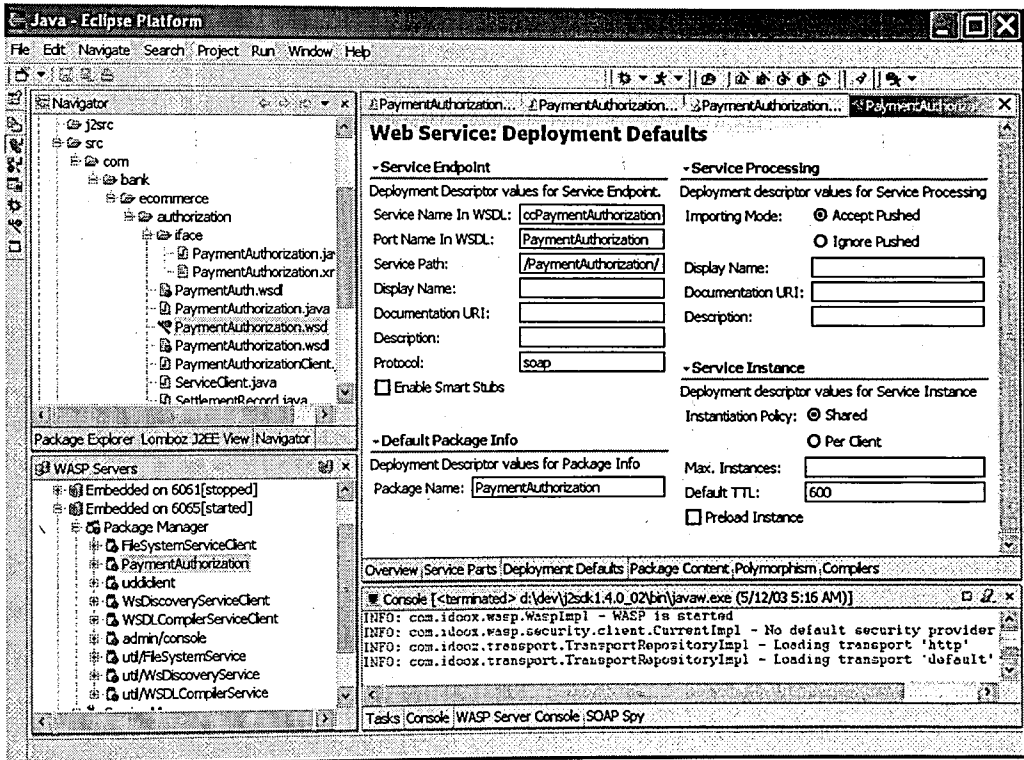 Java - Eclipse Platform
File Edit Navigate Search Project Run Window Help
Navigator
j2src
src
com
bank
ecommerce
authorization
iface
PaymentAuthorization.jav
PaymentAuthorization.xr
PaymentAuth.wsdl
PaymentAuthorization.java
PaymentAuthorization.wsd
PaymentAuthorization.wsdl
PaymentAuthorizationClient.
ServiceClient.java
SettlementRecord.java
Package Explorer Lomboz J2EE View Navigator
WASP Servers
Embedded on 6061[stopped]
Embedded on 6065[started]
Package Manager
FileSystemServiceClient
PaymentAuthorization
uddiclient
WsDiscoveryServiceClient
WSDLCompilerServiceClient
admin/console
util/FileSystemService
util/WsDiscoveryService
util/WSDLCompilerService
PaymentAuthorization... PaymentAuthorization... PaymentAuthorization... PaymentAuthoriza...
Web Service: Deployment Defaults
Service Endpoint
Deployment Descriptor values for Service Endpoint.
Service Name In WSDL: ccPaymentAuthorization
Port Name In WSDL: PaymentAuthorization
Service Path: /PaymentAuthorization/
Display Name:
Documentation URI:
Description:
Protocol: soap
Enable Smart Stubs
Default Package Info
Deployment Descriptor values for Package Info
Package Name: PaymentAuthorization
Service Processing
Deployment descriptor values for Service Processing
Importing Mode: Accept Pushed
Ignore Pushed
Display Name:
Documentation URI:
Description:
Service Instance
Deployment descriptor values for Service Instance
Instantiation Policy: Shared
Per Client
Max. Instances:
Default TTL: 600
Preload Instance
Overview Service Parts Deployment Defaults Package Content Polymorphism Compilers
Console [<terminated> d:\dev\j2sdk1.4.0_02\bin\javaw.exe (5/12/03 5:16 AM)]
INFO: com.idoox.wasp.WaspImpl - WASP is started
INFO: com.idoox.wasp.security.client.CurrentImpl - No default security provider
INFO: com.idoox.transport.TransportRepositoryImpl - Loading transport 'http'
INFO: com.idoox.transport.TransportRepositoryImpl - Loading transport 'default'
Tasks Console WASP Server Console SOAP Spy